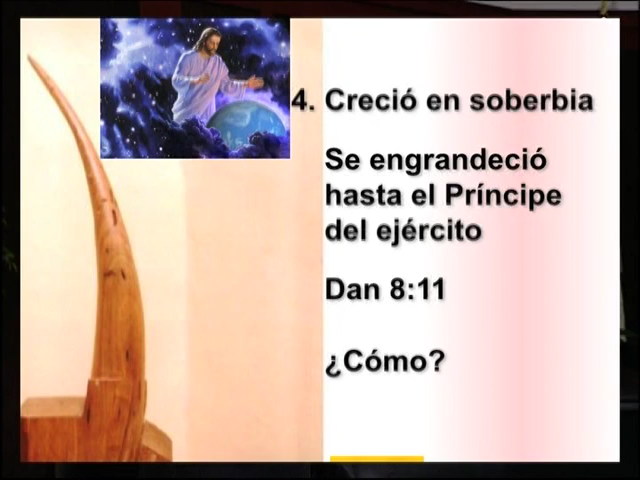 4. Creció en soberbia
Se engrandeció
hasta el Príncipe
del ejército
Dan 8:11
¿Cómo?